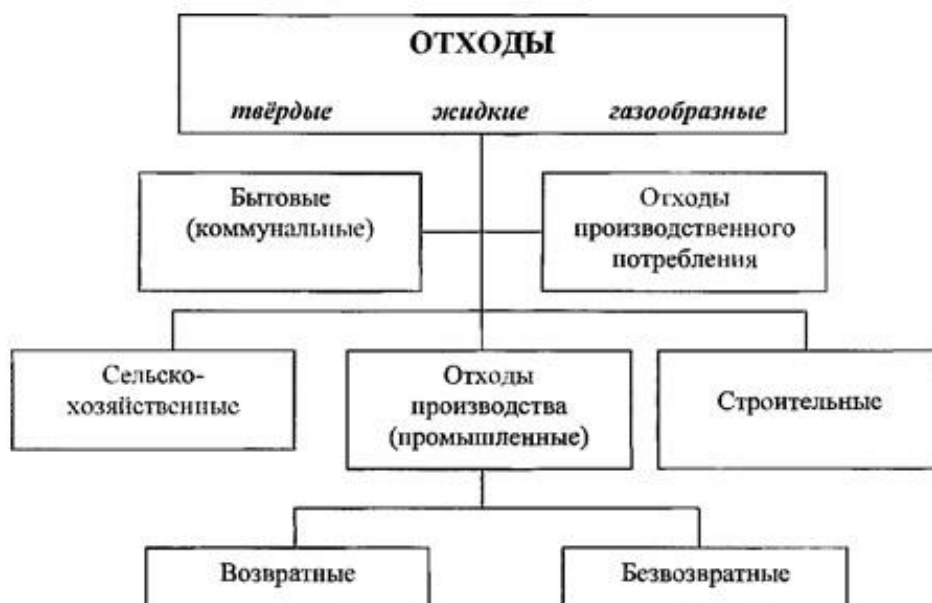 ОТХОДЫ
твёрдые жидкие газообразные
Бытовые
(коммунальные)
Отходы
производственного
потребления
Сельско-
хозяйственные
Отходы
производства
(промышленные)
Строительные
Возвратные
Безвозвратные